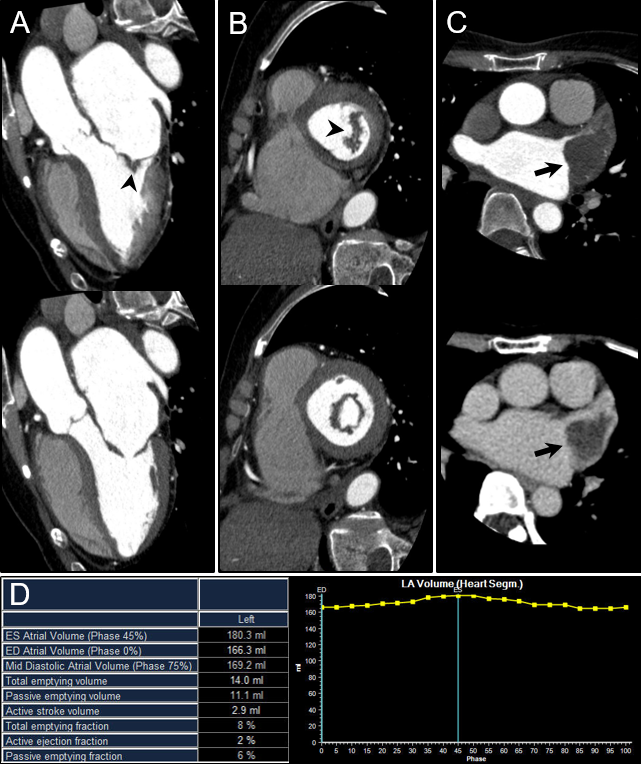 A
B
C
D
Left
ES Atrial Volume (Phase 45%) 180.3 ml
ED Atrial Volume (Phase 0%) 166.3 ml
Mid Diastolic Atrial Volume (Phase 75%) 169.2 ml
Total emptying volume 14.0 ml
Passive emptying volume 11.1 ml
Active stroke volume 2.9 ml
Total emptying fraction 8 %
Active ejection fraction 2 %
Passive emptying fraction 6 %
LA Volume (Heart Segm.)
ED ES
180
160
140
120
100
80
60
40
20
0
ml
0 5 10 15 20 25 30 35 40 45 50 55 60 65 70 75 80 85 90 95 100
Phase